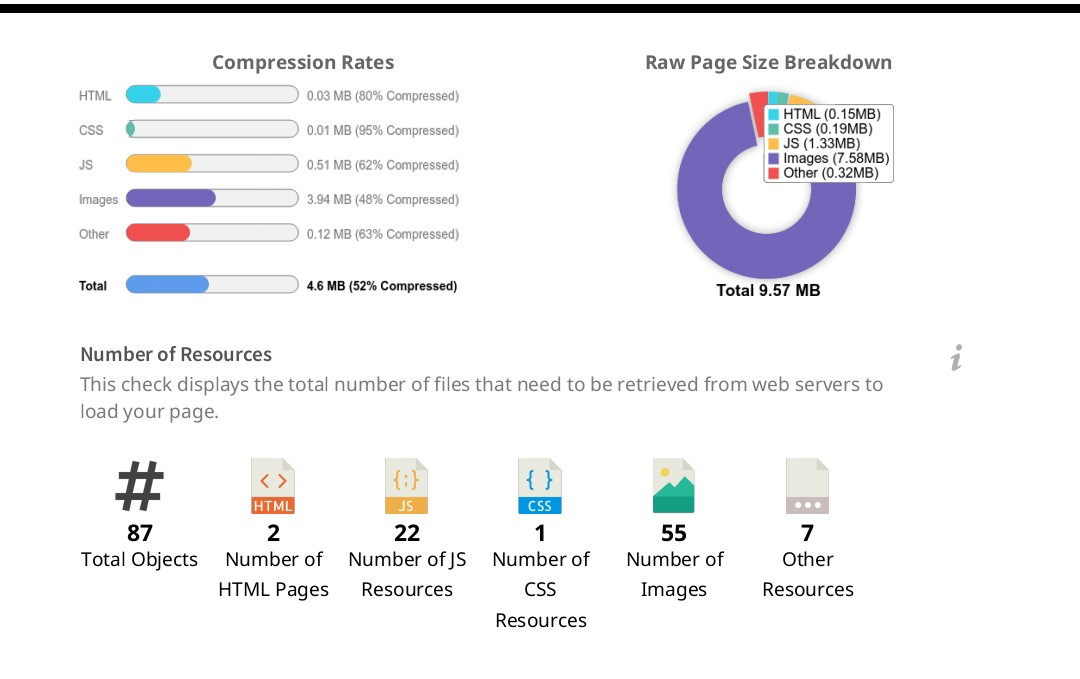 Compression Rates
HTML 0.03 MB (80% Compressed)
CSS 0.01 MB (95% Compressed)
JS 0.51 MB (62% Compressed)
Images 3.94 MB (48% Compressed)
Other 0.12 MB (63% Compressed)
Total 4.6 MB (52% Compressed)
Raw Page Size Breakdown
HTML (0.15MB)
CSS (0.19MB)
JS (1.33MB)
Images (7.58MB)
Other (0.32MB)
Total 9.57 MB
Number of Resources
i
This check displays the total number of files that need to be retrieved from web servers to
load your page.
#
87
Total Objects
<> 
HTML
2
Number of
HTML Pages
{;}
JS
22
Number of JS
Resources
{ }
CSS
1
Number of
CSS
Resources
55
Number of
Images
7
Other
Resources